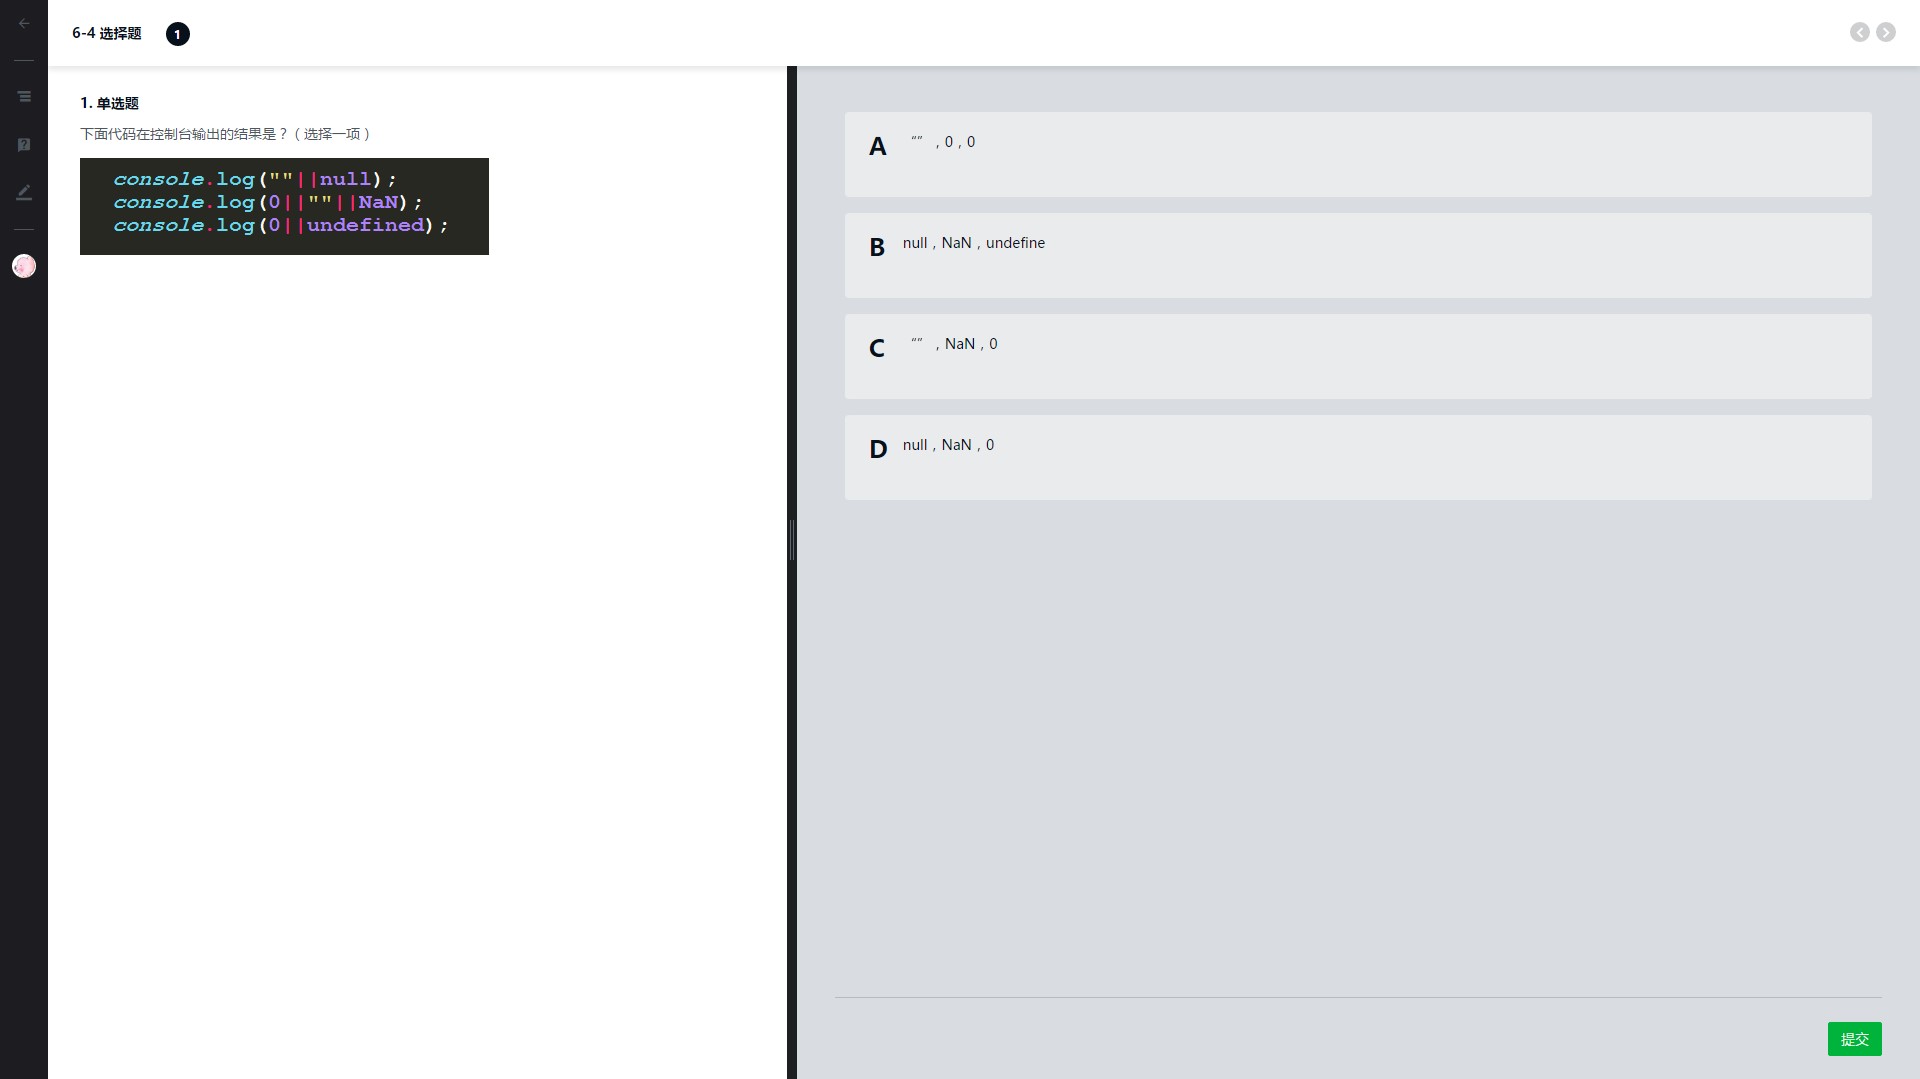 6-4 选择题
1
1. 单选题
下面代码在控制台输出的结果是？（选择一项）
console.log(""||null);
console.log(0||""||NaN);
console.log(0||undefined);
A “” ，0，0
B null，NaN，undefine
C “” ，NaN，0
D null，NaN，0
提交